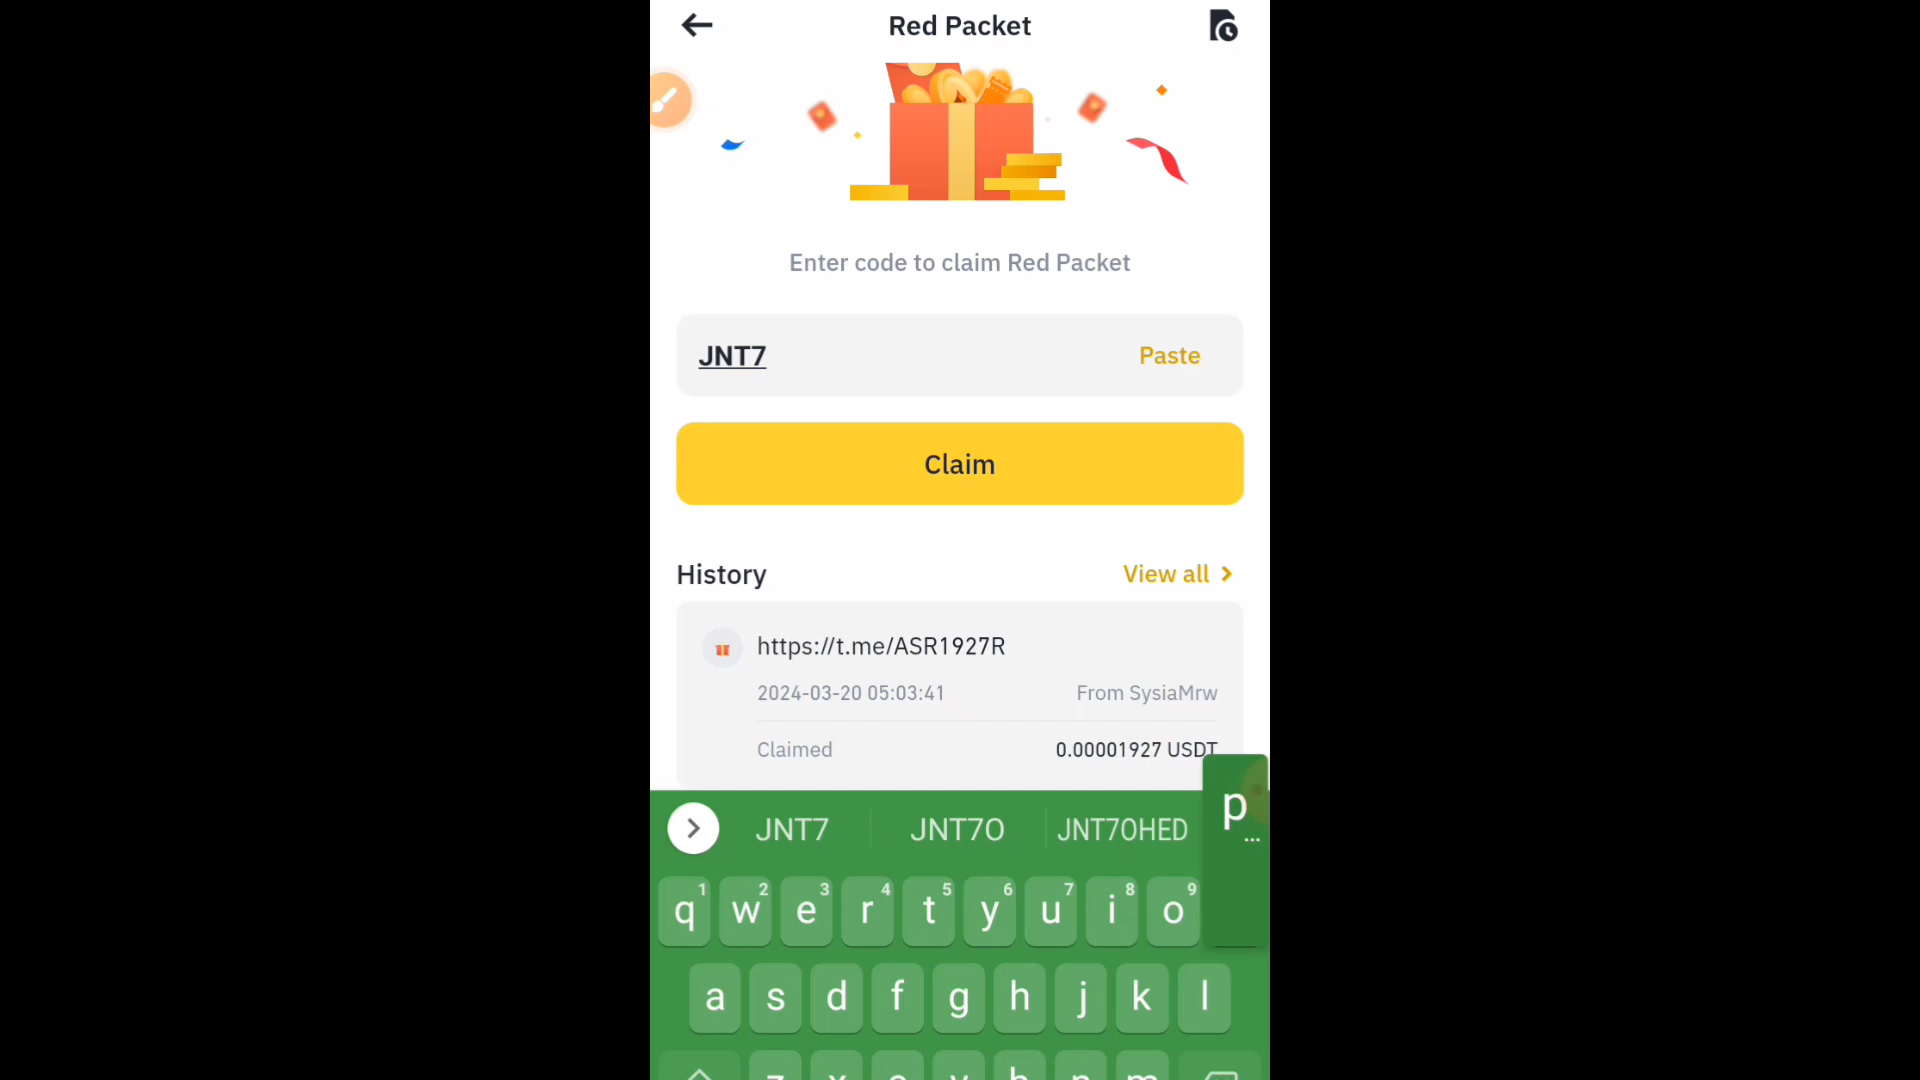 Red Packet
Enter code to claim Red Packet
JNT7 Paste
Claim
History View all
https://t.me/ASR1927R
2024-03-20 05:03:41 From SysiaMrw
Claimed 0.00001927 USDT
p
...
JNT7 JNT7O JNT7OHED
1 2 3 4 5 6 7 8 9
q w e r t y u i o
a s d f g h j k l
z x c v b n m